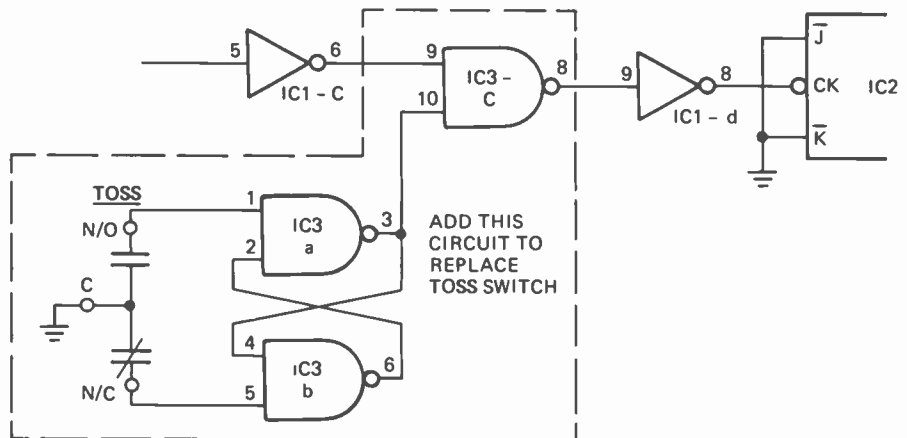 5
6
IC1 - C
9
10
IC3 -
C
8
9
8
IC1 - d
J̅
CK
IC2
K̅
TOSS
N/O
C
N/C
1
2
IC3
a
3
4
5
IC3
b
6
ADD THIS
CIRCUIT TO
REPLACE
TOSS SWITCH